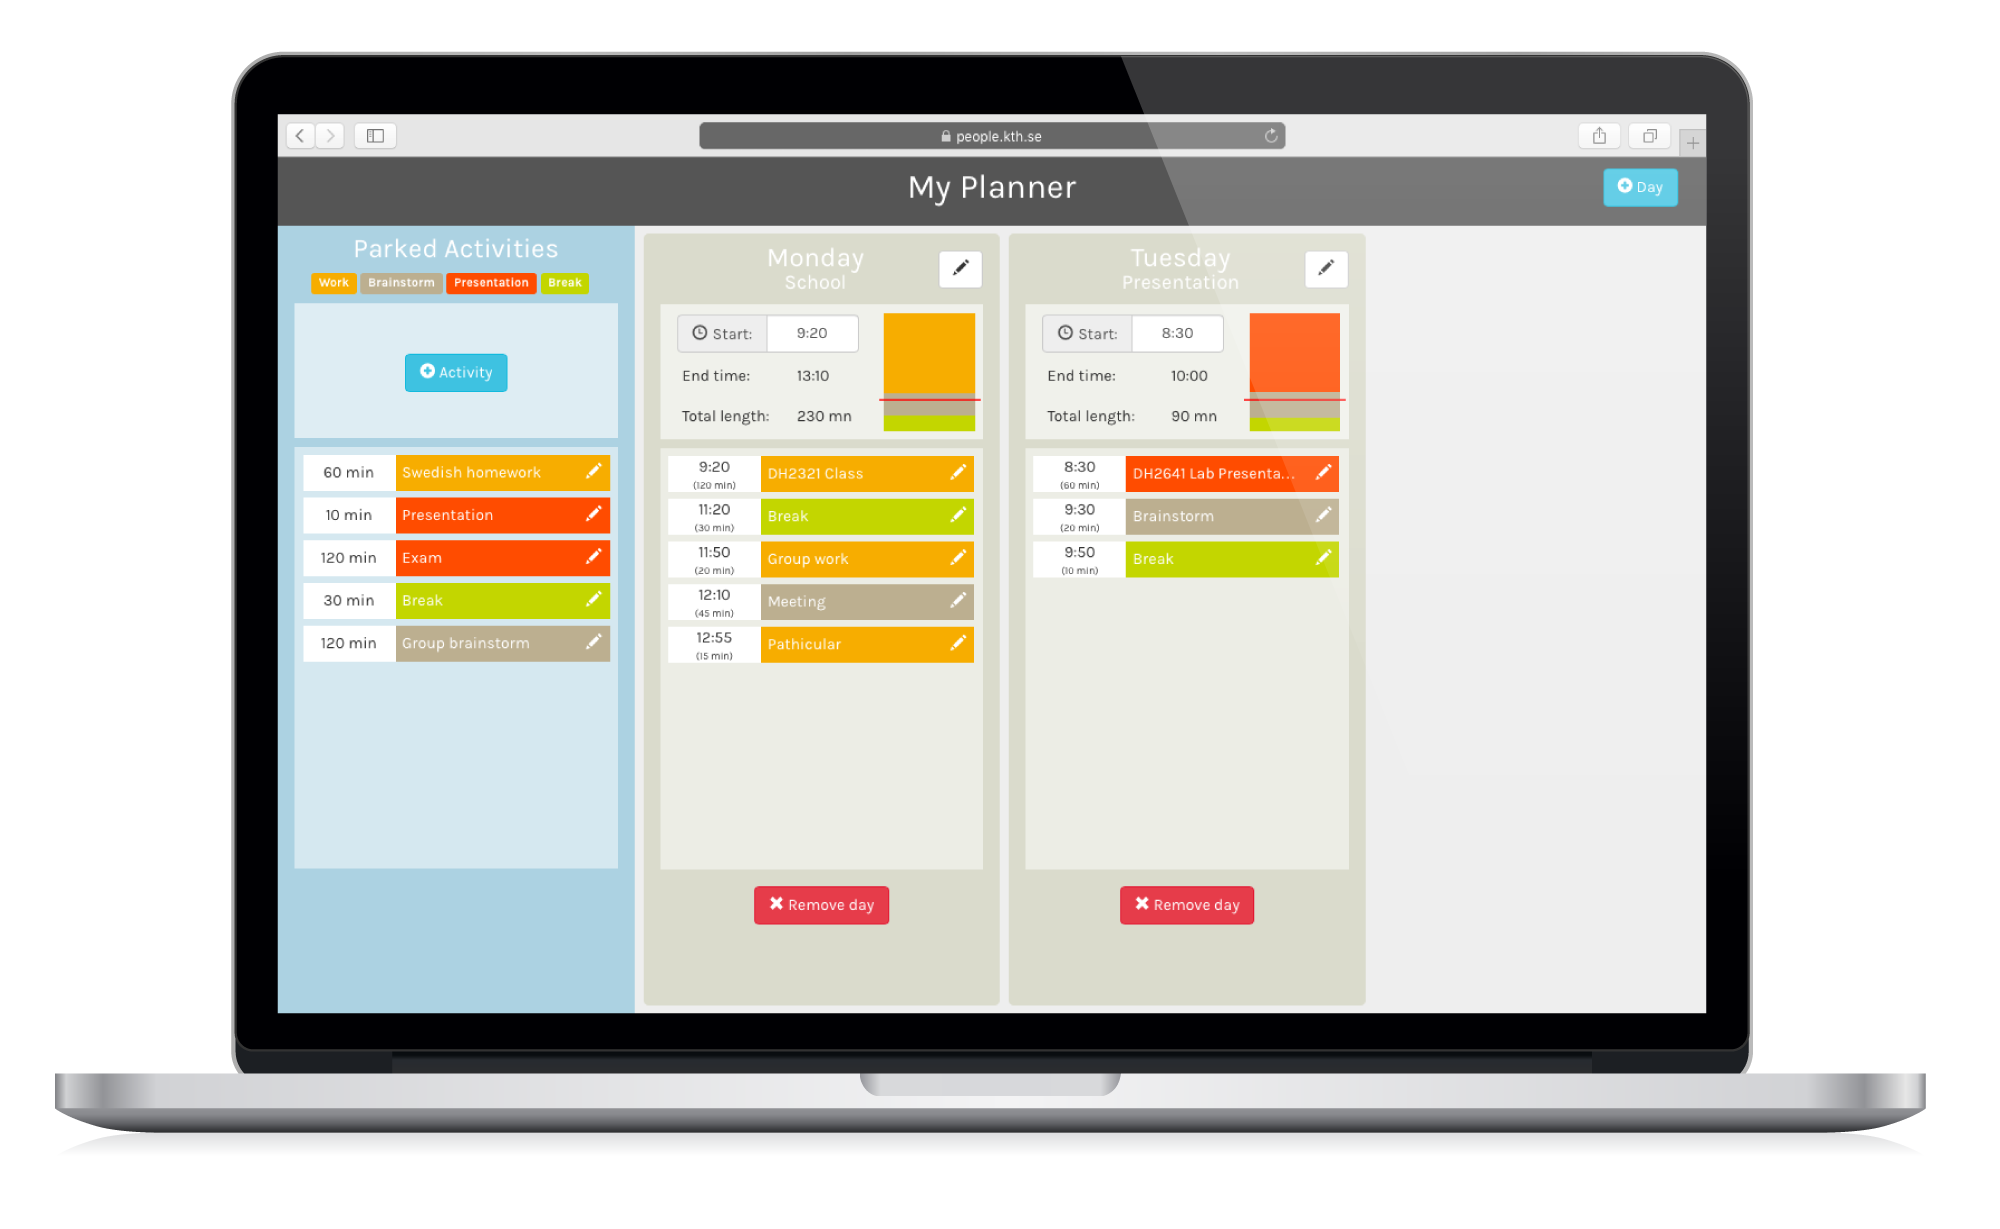 people.kth.se
My Planner
Day
Parked Activities
Work Brainstorm Presentation Break
Activity
60 min Swedish homework
10 min Presentation
120 min Exam
30 min Break
120 min Group brainstorm
Monday
School
Start: 9:20
End time: 13:10
Total length: 230 mn
9:20 (120 min) DH2321 Class
11:20 (30 min) Break
11:50 (20 min) Group work
12:10 (45 min) Meeting
12:55 (15 min) Pathicular
Remove day
Tuesday
Presentation
Start: 8:30
End time: 10:00
Total length: 90 mn
8:30 (60 min) DH2641 Lab Presenta...
9:30 (20 min) Brainstorm
9:50 (10 min) Break
Remove day